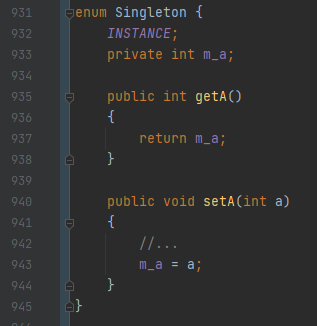 931 enum Singleton {
932     INSTANCE;
933     private int m_a;
934
935     public int getA()
936     {
937         return m_a;
938     }
939
940     public void setA(int a)
941     {
942         //...
943         m_a = a;
944     }
945 }